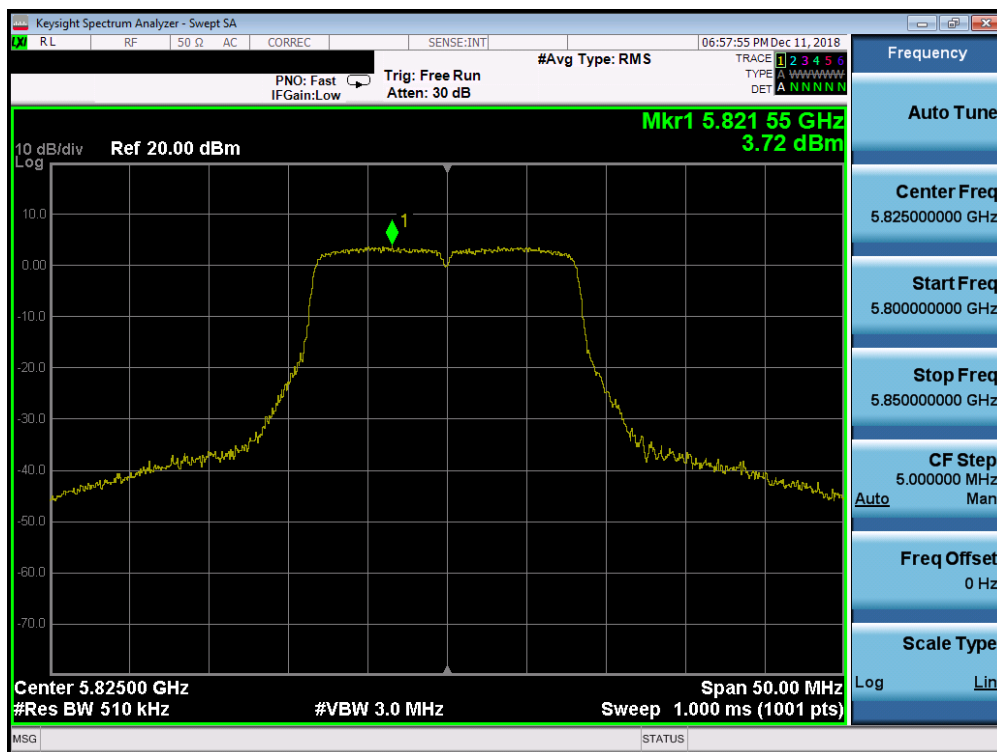 Keysight Spectrum Analyzer - Swept SA
LXI RL RF 50 Ω AC CORREC SENSE:INT 06:57:55 PM Dec 11, 2018
#Avg Type: RMS TRACE 1 2 3 4 5 6
PNO: Fast Trig: Free Run TYPE A WWWWW
IFGain:Low Atten: 30 dB DET A N N N N N
Mkr1 5.821 55 GHz
3.72 dBm
10 dB/div Ref 20.00 dBm
Log
10.0
1
0.00
-10.0
-20.0
-30.0
-40.0
-50.0
-60.0
-70.0
Center 5.82500 GHz Span 50.00 MHz
#Res BW 510 kHz #VBW 3.0 MHz Sweep 1.000 ms (1001 pts)
MSG STATUS
Frequency
Auto Tune
Center Freq
5.825000000 GHz
Start Freq
5.800000000 GHz
Stop Freq
5.850000000 GHz
CF Step
5.000000 MHz
Auto Man
Freq Offset
0 Hz
Scale Type
Log Lin